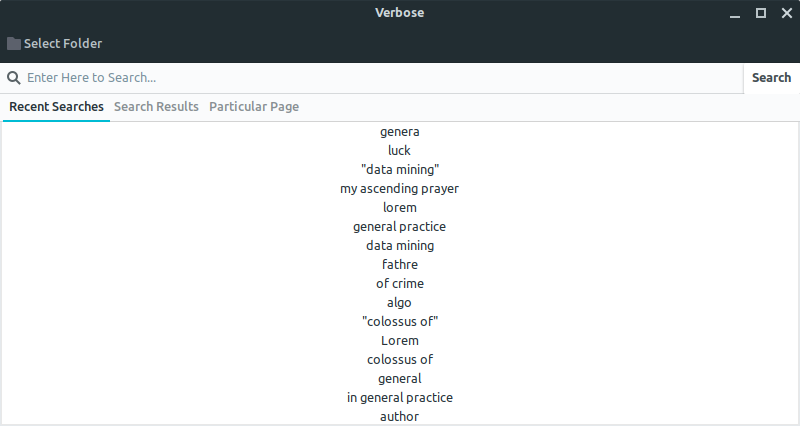 Verbose
Select Folder
Enter Here to Search...
Search
Recent Searches Search Results Particular Page
genera
luck
"data mining"
my ascending prayer
lorem
general practice
data mining
fathre
of crime
algo
"colossus of"
Lorem
colossus of
general
in general practice
author